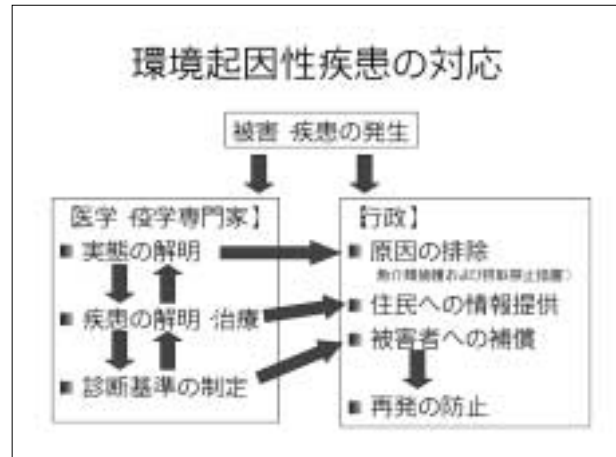 環境起因性疾患の対応
被害・疾患の発生
【医学・疫学専門家】
実態の解明
疾患の解明・治療
診断基準の制定
【行政】
原因の排除
住民への情報提供
被害者への補償
再発の防止